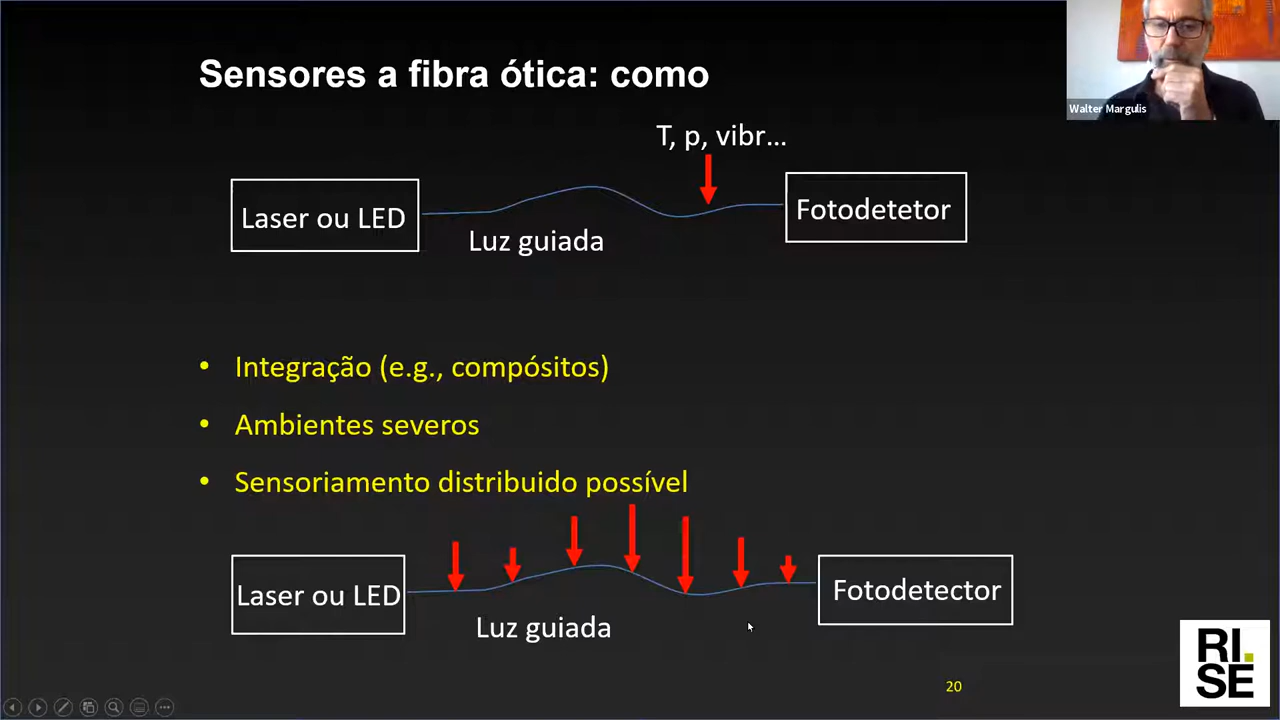 Sensores a fibra ótica: como
Walter Margulis
T, p, vibr...
Laser ou LED
Fotodetetor
Luz guiada
• Integração (e.g., compósitos)
• Ambientes severos
• Sensoriamento distribuido possível
Laser ou LED
Fotodetector
Luz guiada
RI.
SE
20